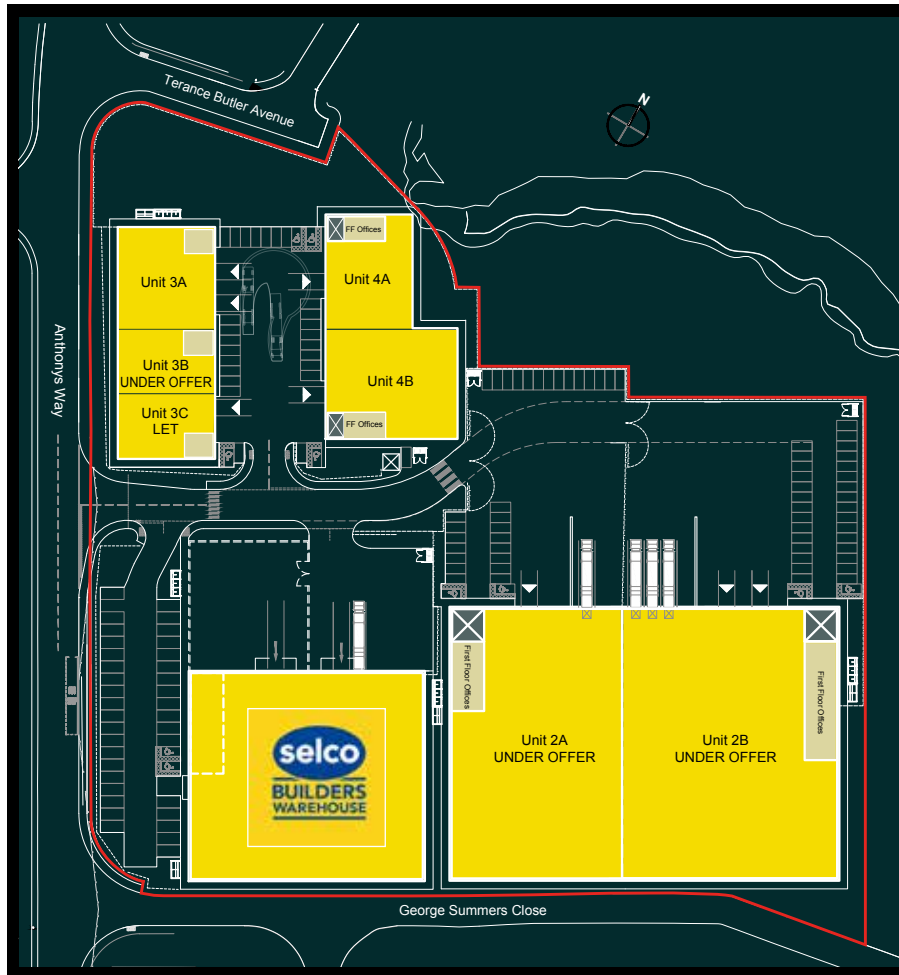 Terance Butler Avenue
N
FF Offices
Unit 3A
Unit 4A
Anthonys Way
Unit 3B
UNDER OFFER
Unit 4B
Unit 3C
LET
FF Offices
First Floor Offices
First Floor Offices
selco
BUILDERS
WAREHOUSE
Unit 2A
UNDER OFFER
Unit 2B
UNDER OFFER
George Summers Close